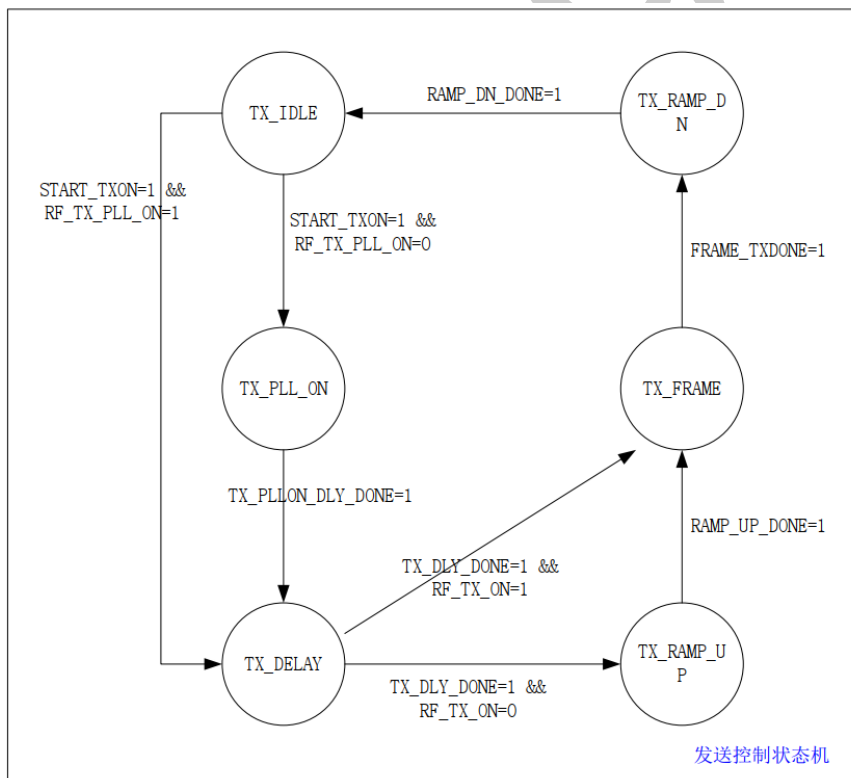 RAMP_DN_DONE=1
TX_IDLE
TX_RAMP_D
N
START_TXON=1 &&
RF_TX_PLL_ON=1
START_TXON=1 &&
RF_TX_PLL_ON=0
FRAME_TXDONE=1
TX_PLL_ON
TX_FRAME
TX_PLLON_DLY_DONE=1
RAMP_UP_DONE=1
TX_DLY_DONE=1 &&
RF_TX_ON=1
TX_DELAY
TX_RAMP_U
P
TX_DLY_DONE=1 &&
RF_TX_ON=0
发送控制状态机